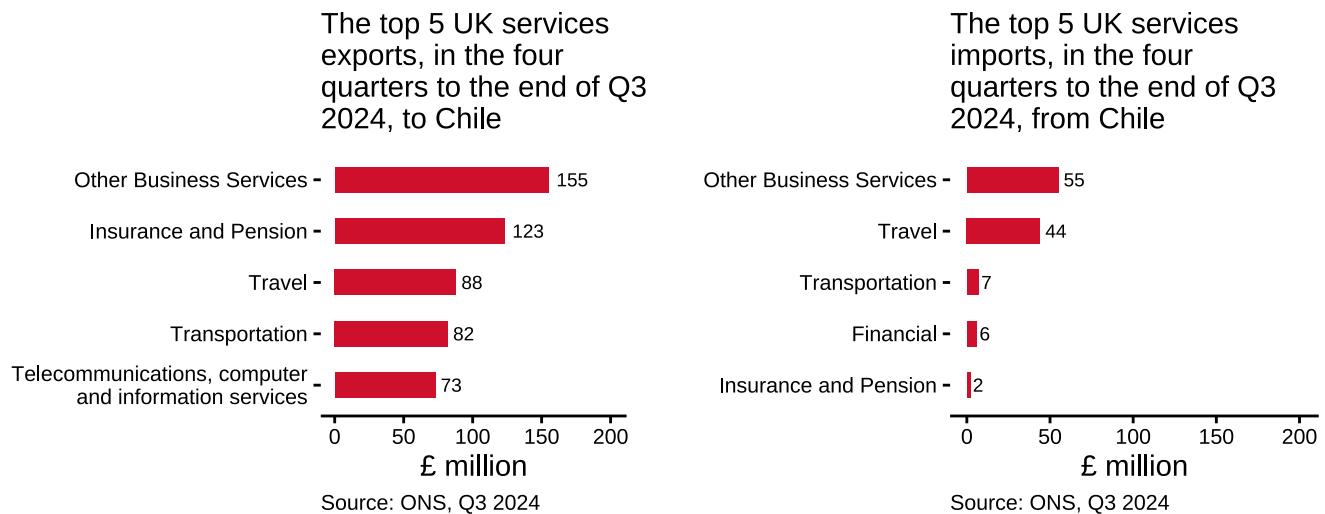 The top 5 UK services
exports, in the four
quarters to the end of Q3
2024, to Chile
Other Business Services
155
Insurance and Pension
123
Travel
88
Transportation
82
Telecommunications, computer
and information services
73
0 50 100 150 200
£ million
Source: ONS, Q3 2024
The top 5 UK services
imports, in the four
quarters to the end of Q3
2024, from Chile
Other Business Services
55
Travel
44
Transportation
7
Financial
6
Insurance and Pension
2
0 50 100 150 200
£ million
Source: ONS, Q3 2024